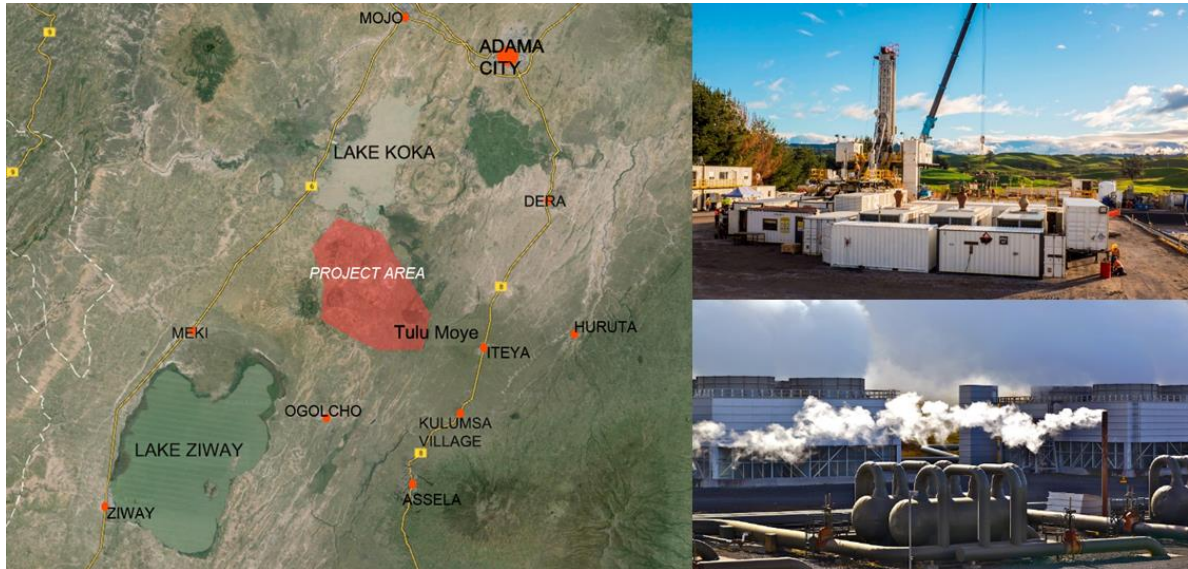 MOJO
ADAMA
CITY
LAKE KOKA
DERA
PROJECT AREA
MEKI
Tulu Moye
HURUTA
ITEYA
OGOLCHO
KULUMSA
VILLAGE
LAKE ZIWAY
ASSELA
ZIWAY